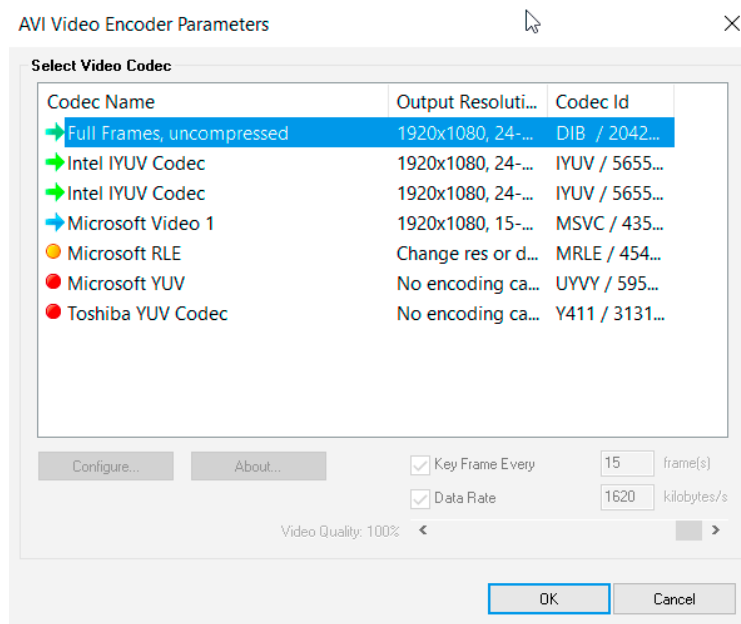 AVI Video Encoder Parameters
Select Video Codec
Codec Name Output Resoluti... Codec Id
Full Frames, uncompressed 1920x1080, 24-... DIB / 2042...
Intel IYUV Codec 1920x1080, 24-... IYUV / 5655...
Intel IYUV Codec 1920x1080, 24-... IYUV / 5655...
Microsoft Video 1 1920x1080, 15-... MSVC / 435...
Microsoft RLE Change res or d... MRLE / 454...
Microsoft YUV No encoding ca... UYVY / 595...
Toshiba YUV Codec No encoding ca... Y411 / 3131...
Configure... About... Key Frame Every 15 frame(s)
Data Rate 1620 kilobytes/s
Video Quality: 100%
OK Cancel